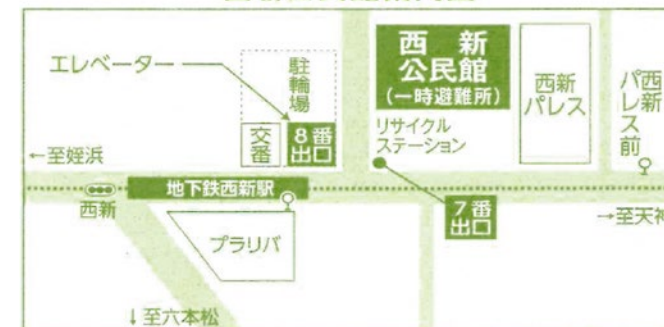 エレベーター
駐輪場
西新
公民館
(一時避難所)
西新
パレス
西新
パレス前
リサイクル
ステーション
交番
8番
出口
←至姪浜
地下鉄西新駅
西新
7番
出口
→至天神
プラリバ
↓至六本松